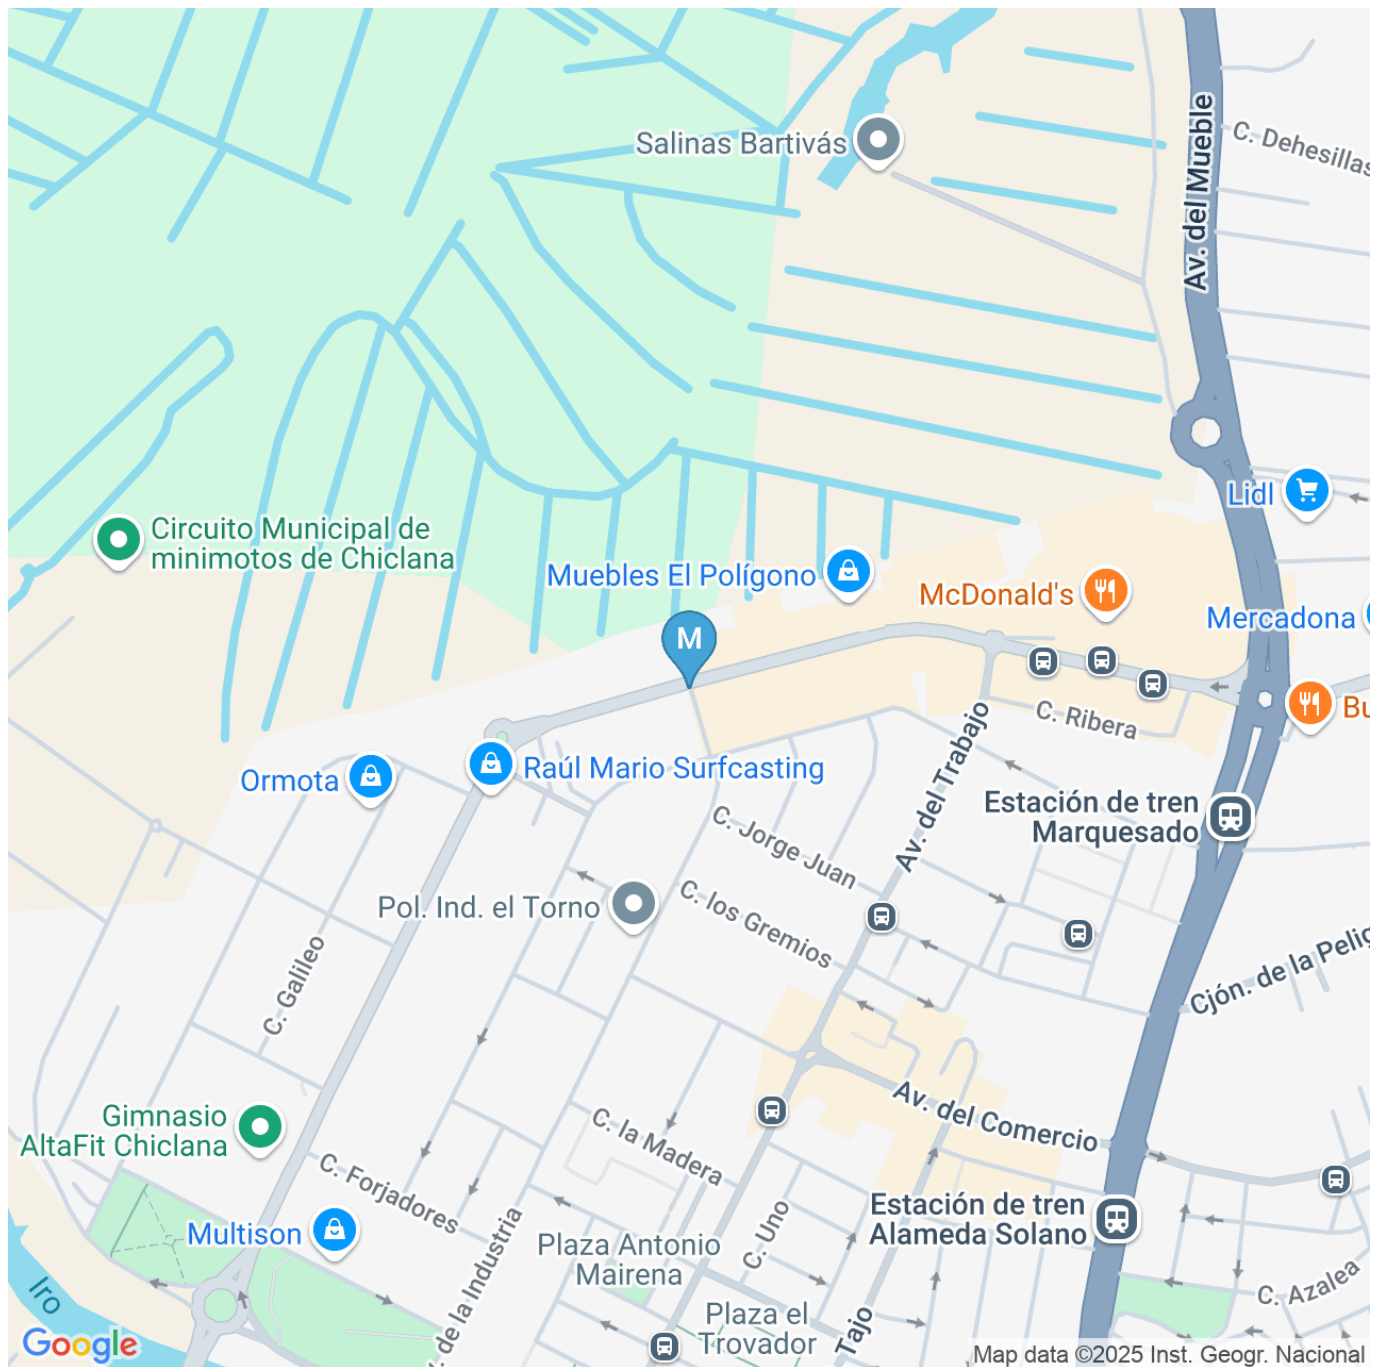 Salinas Bartivás
Av. del Mueble
C. Dehesillas
Lidl
Circuito Municipal de
minimotos de Chiclana
Muebles El Polígono
McDonald's
Mercadona
M
C. Ribera
Bu
Av. del Trabajo
Ormota
Raúl Mario Surfcasting
Estación de tren
Marquesado
C. Jorge Juan
Pol. Ind. el Torno
C. los Gremios
C. Galileo
Cjón. de la Pelig
Av. del Comercio
Gimnasio
AltaFit Chiclana
C. la Madera
C. Forjadores
Multison
Estación de tren
Alameda Solano
Plaza Antonio
Mairena
C. Uno
. de la Industria
Iro
C. Azalea
Plaza el
Trovador
Tajo
Google
Map data ©2025 Inst. Geogr. Nacional